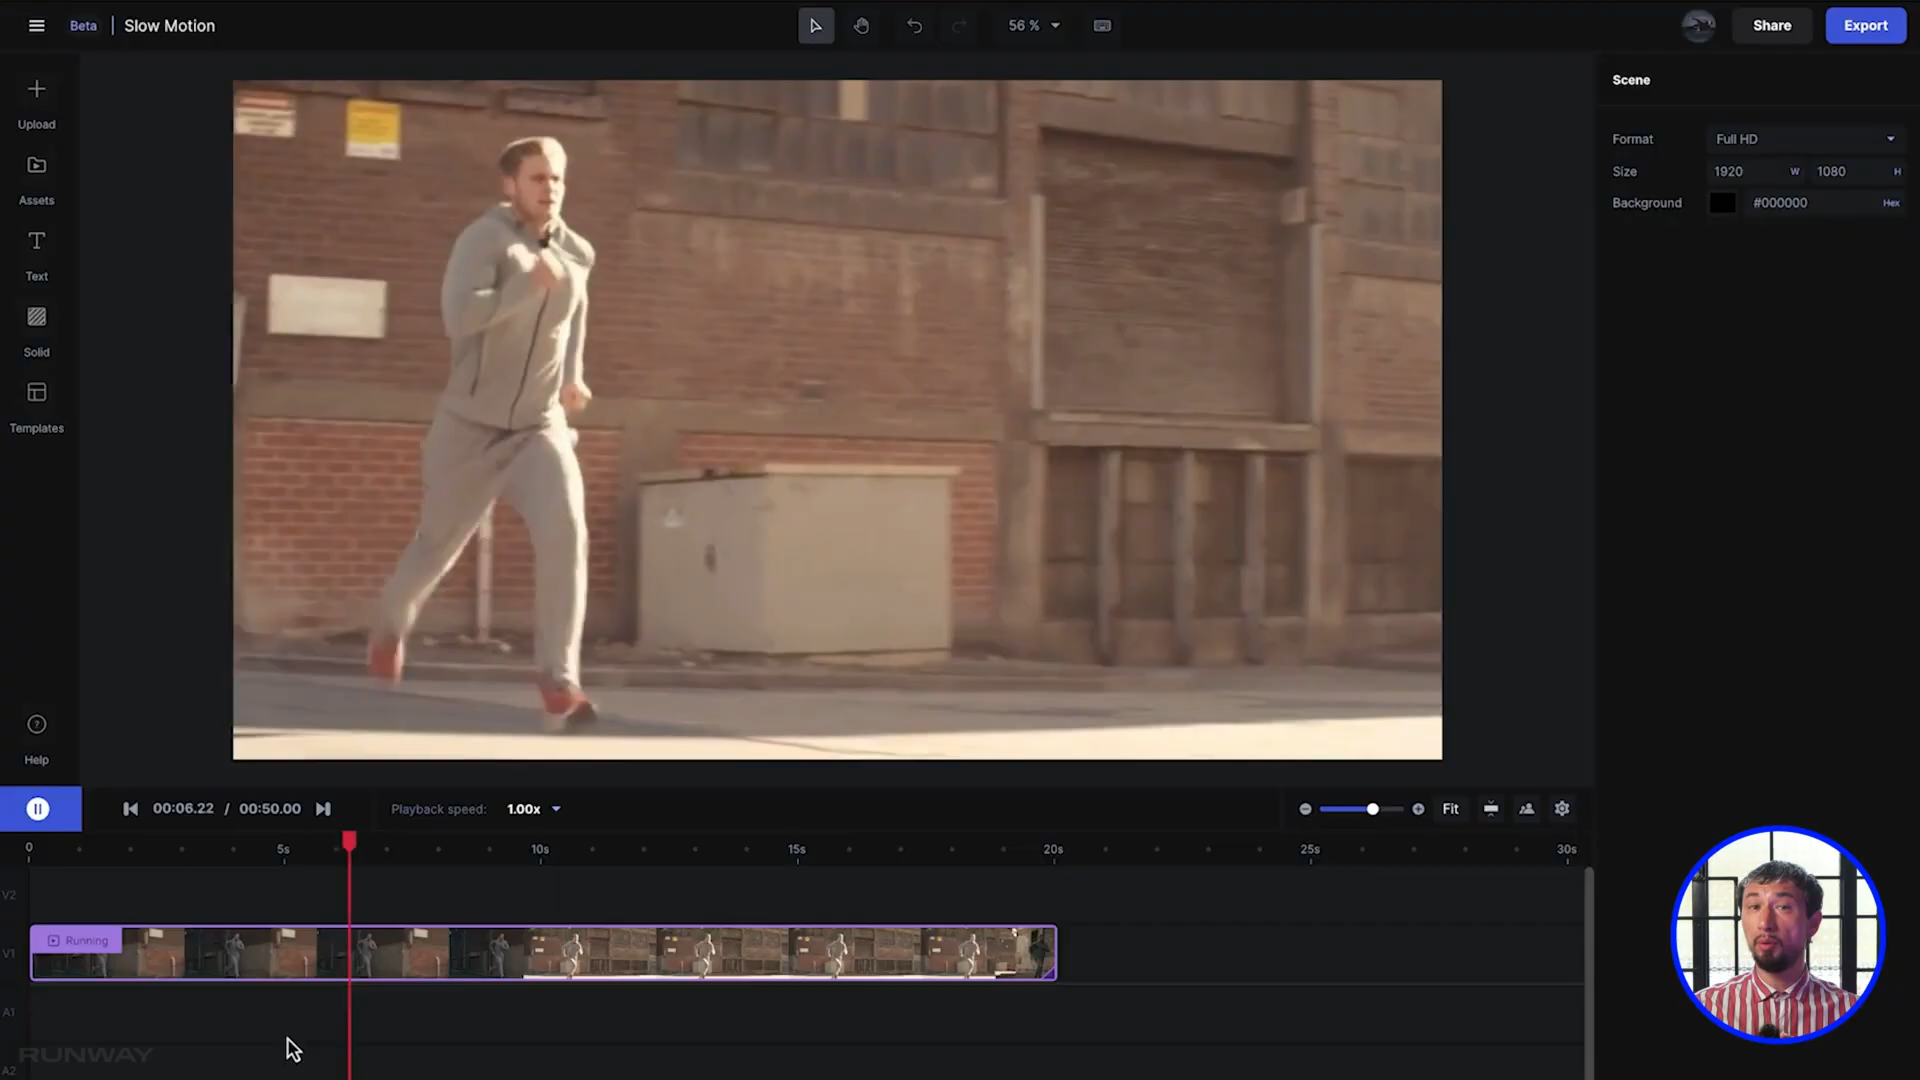 Beta
Slow Motion
56 %
Share
Export
Upload
Assets
Text
Solid
Templates
Help
Scene
Format Full HD
Size 1920 W 1080 H
Background #000000 Hex
00:06.22 / 00:50.00
Playback speed: 1.00x
Fit
0 5s 10s 15s 20s 25s 30s
V2
V1
Running
A1
RUNWAY
A2